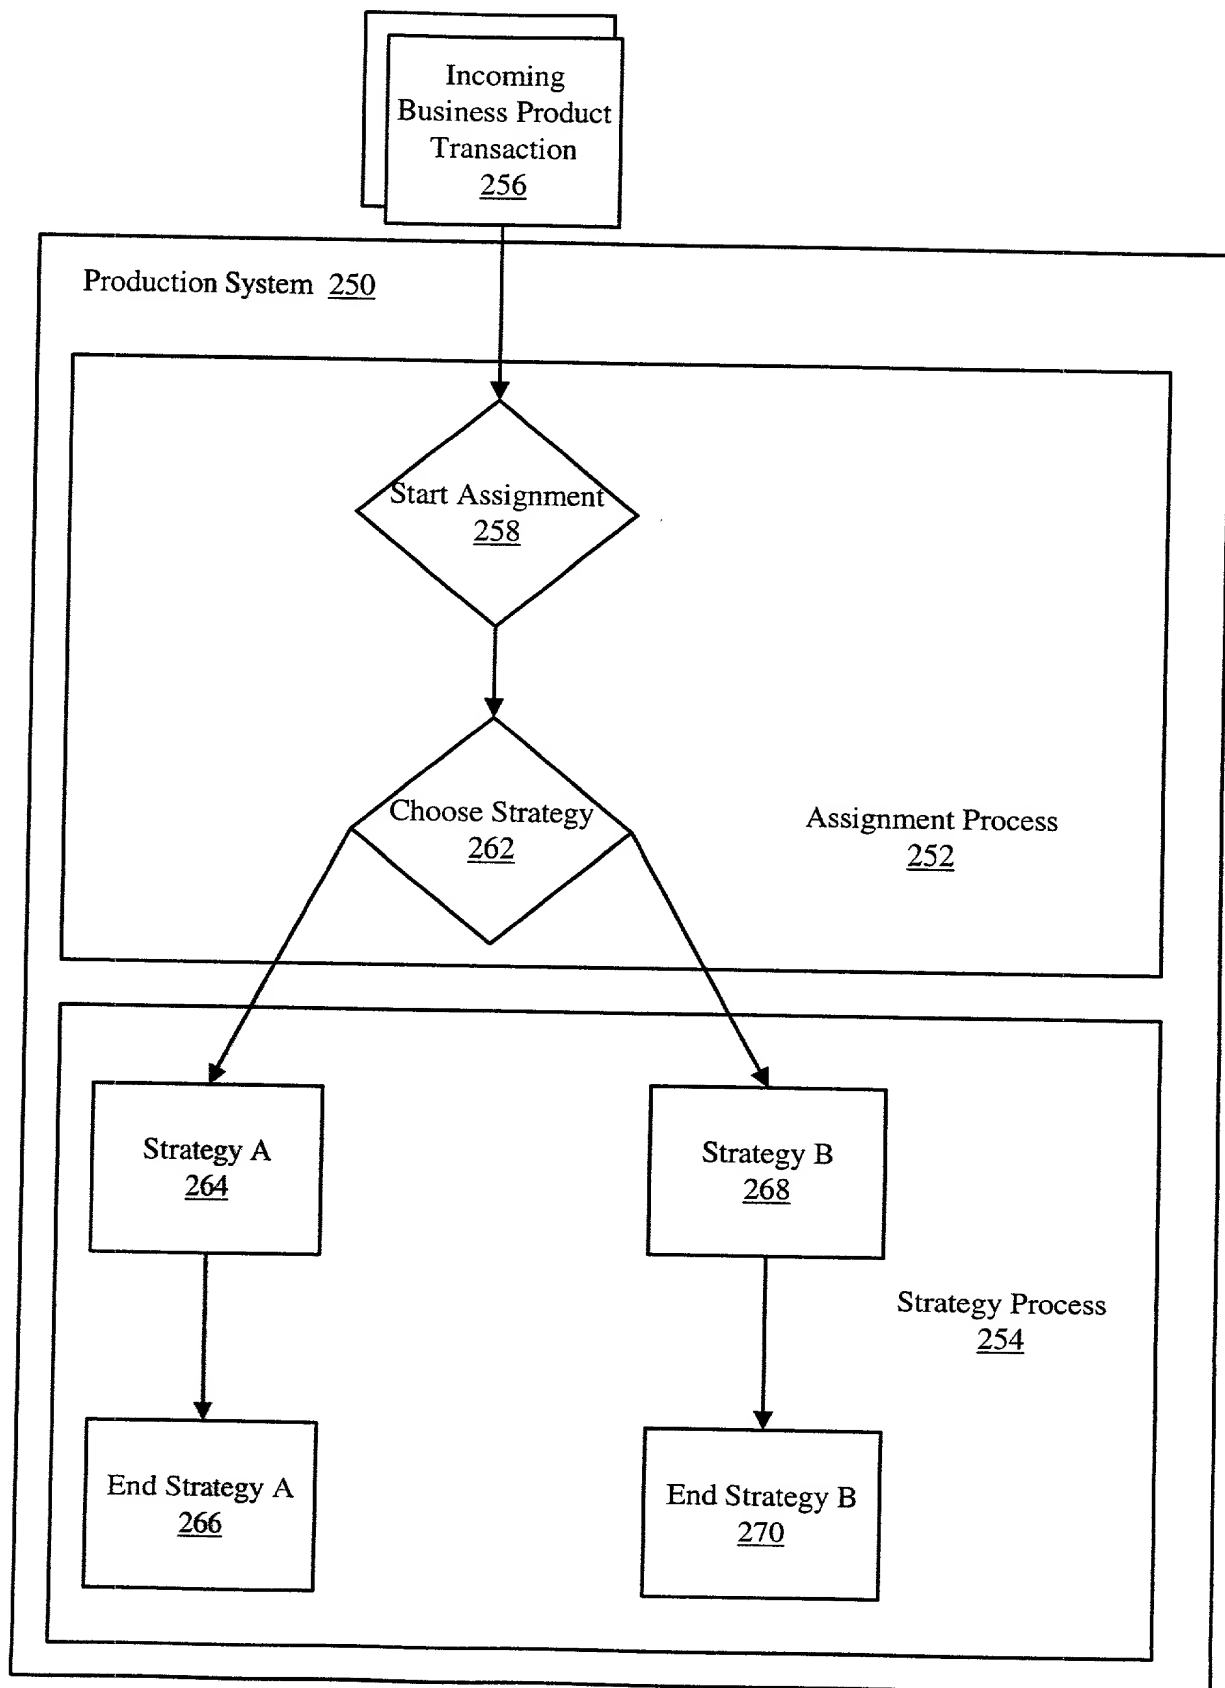 Incoming
Business Product
Transaction
256
Production System 250
Start Assignment
258
Choose Strategy
262
Assignment Process
252
Strategy A
264
Strategy B
268
Strategy Process
254
End Strategy A
266
End Strategy B
270